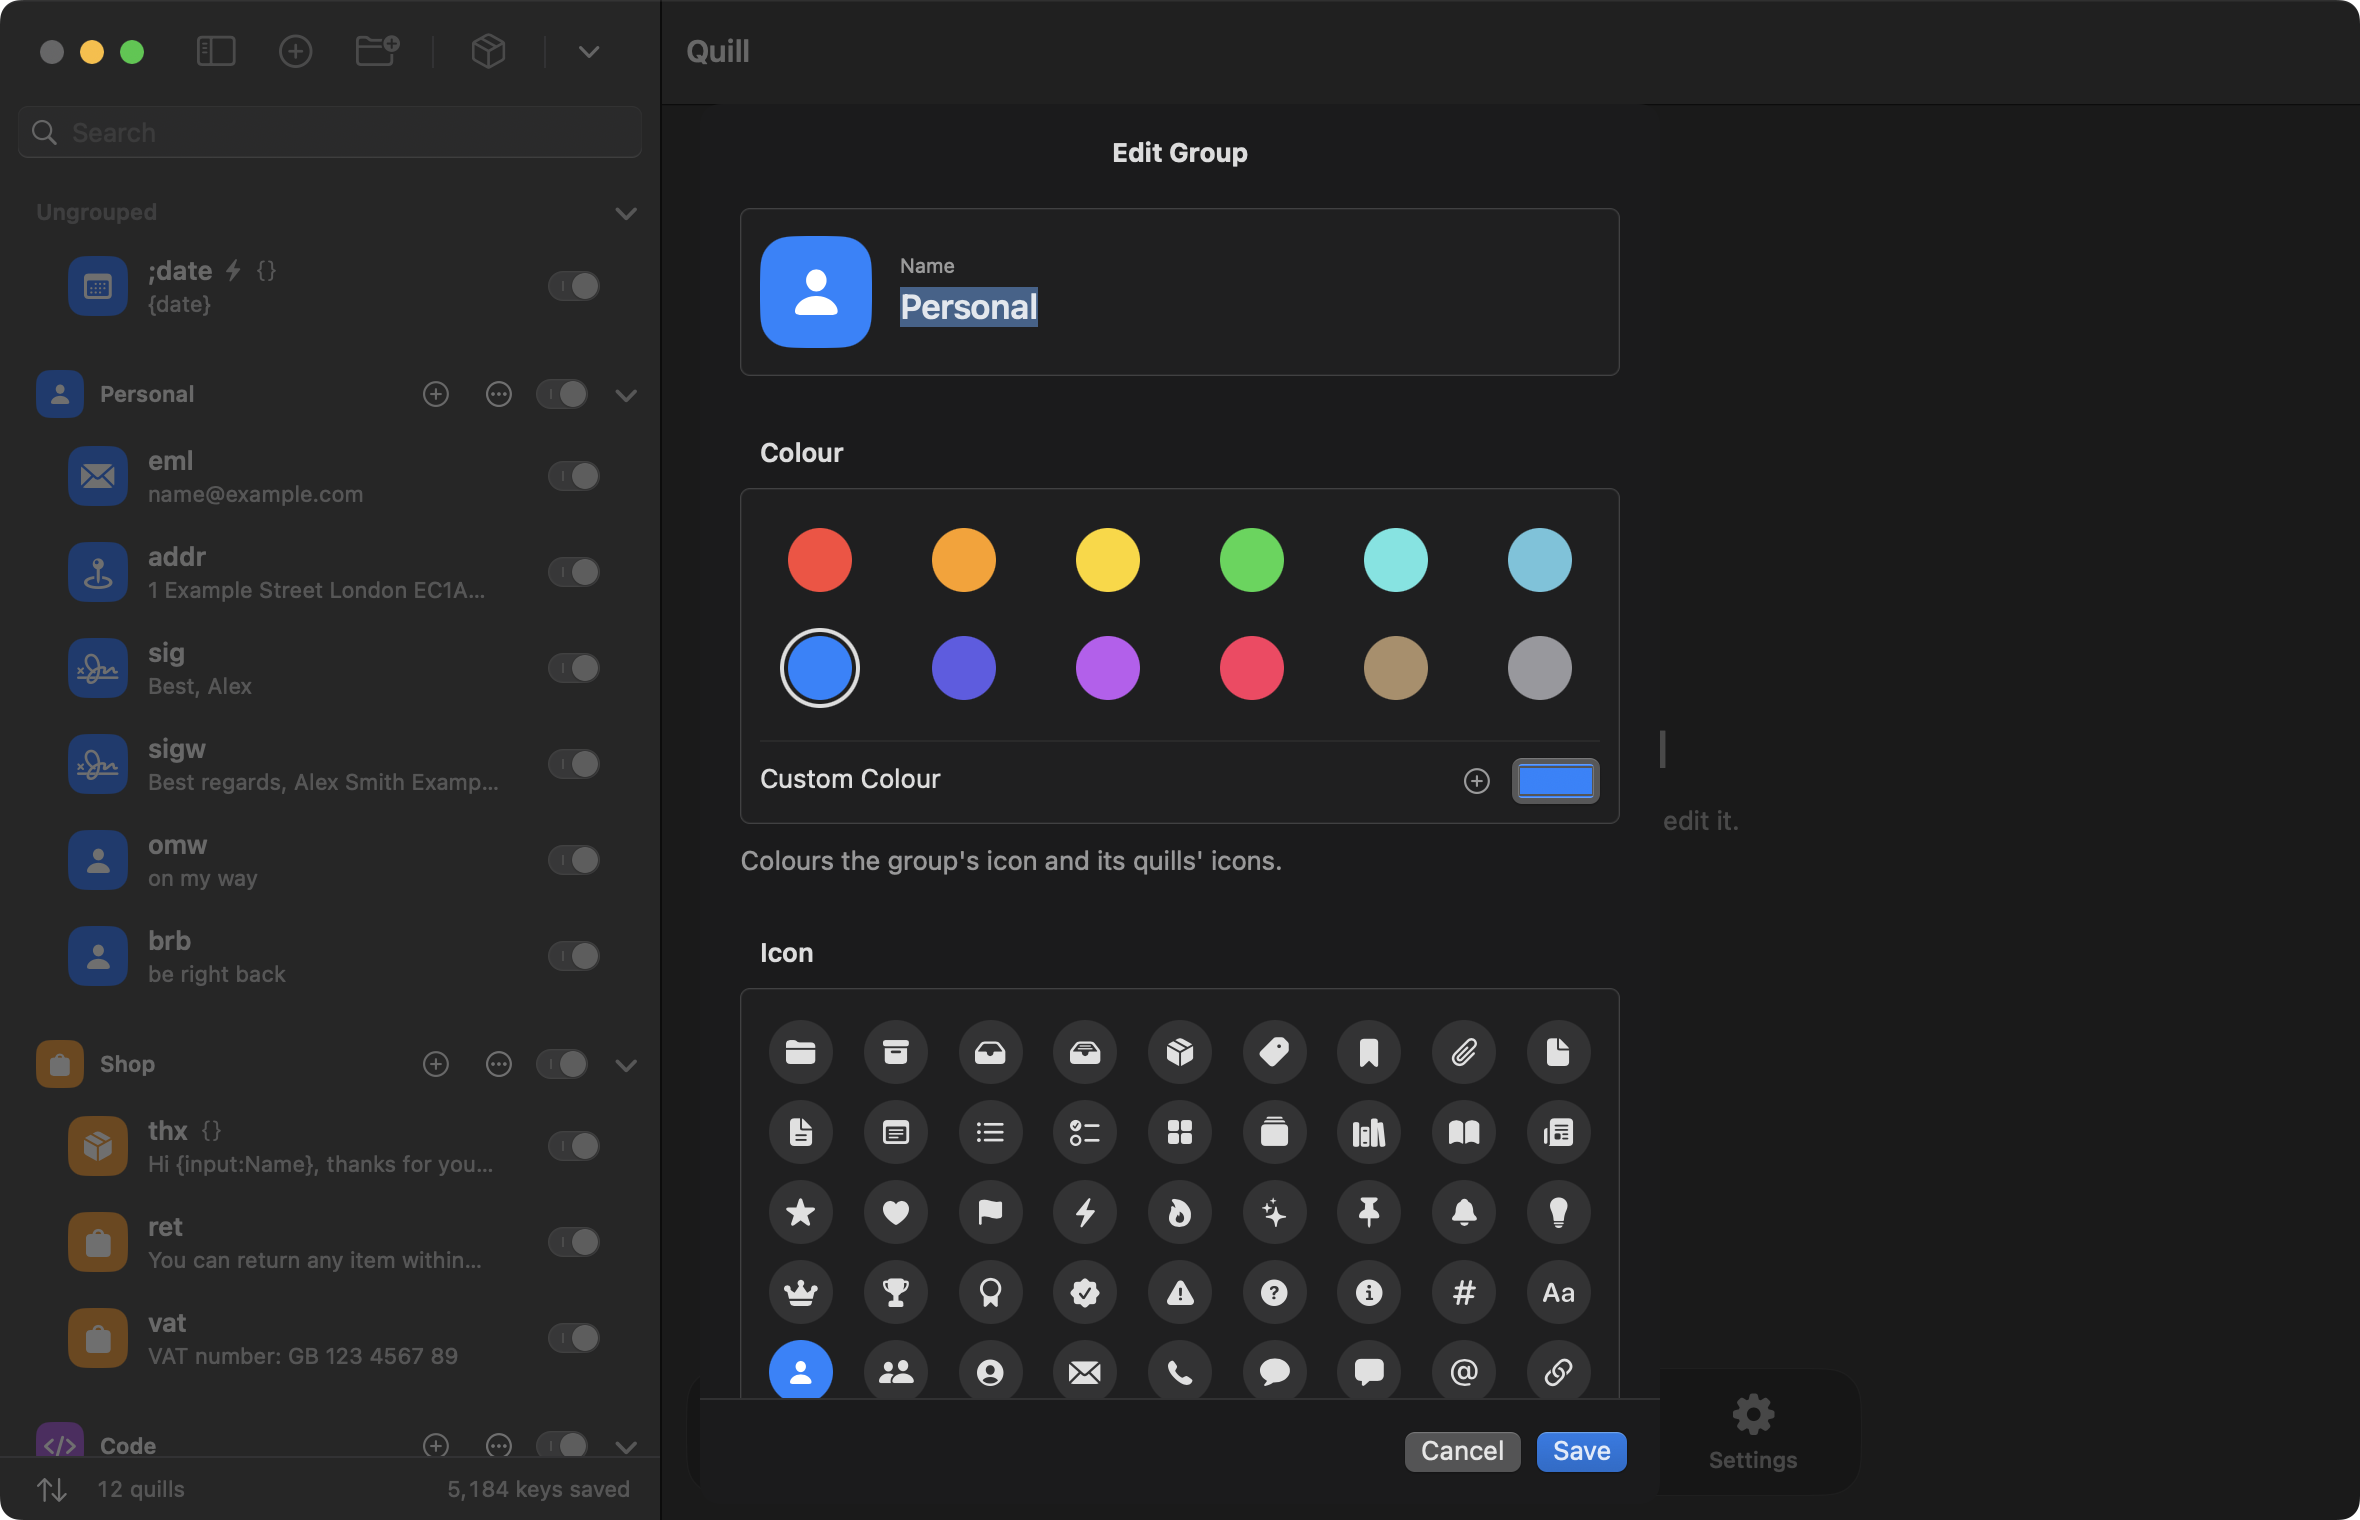 Quill
Search
Ungrouped
;date {}
{date}
Personal
eml
name@example.com
addr
1 Example Street London EC1A...
sig
Best, Alex
sigw
Best regards, Alex Smith Examp...
omw
on my way
brb
be right back
Shop
thx {}
Hi {input:Name}, thanks for you...
ret
You can return any item within...
vat
VAT number: GB 123 4567 89
Code
12 quills
5,184 keys saved
Edit Group
Name
Personal
Colour
Custom Colour
Colours the group's icon and its quills' icons.
Icon
Aa
Cancel
Save
edit it.
Settings